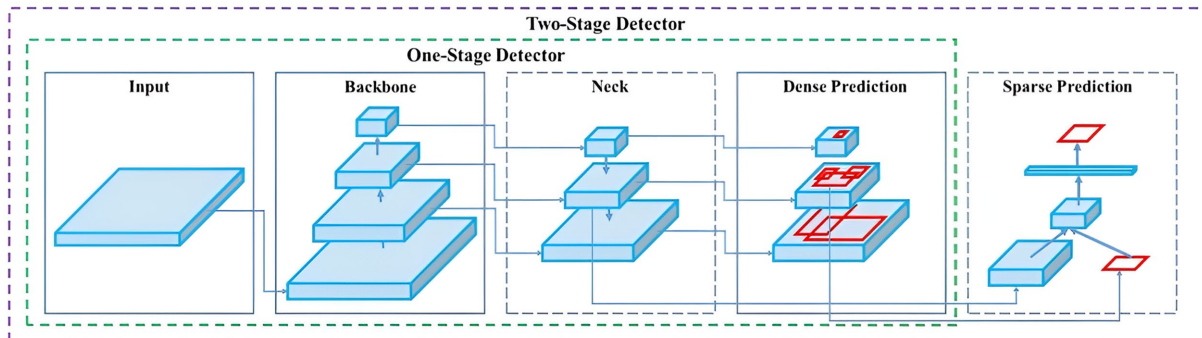 Two-Stage Detector
One-Stage Detector
Input
Backbone
Neck
Dense Prediction
Sparse Prediction